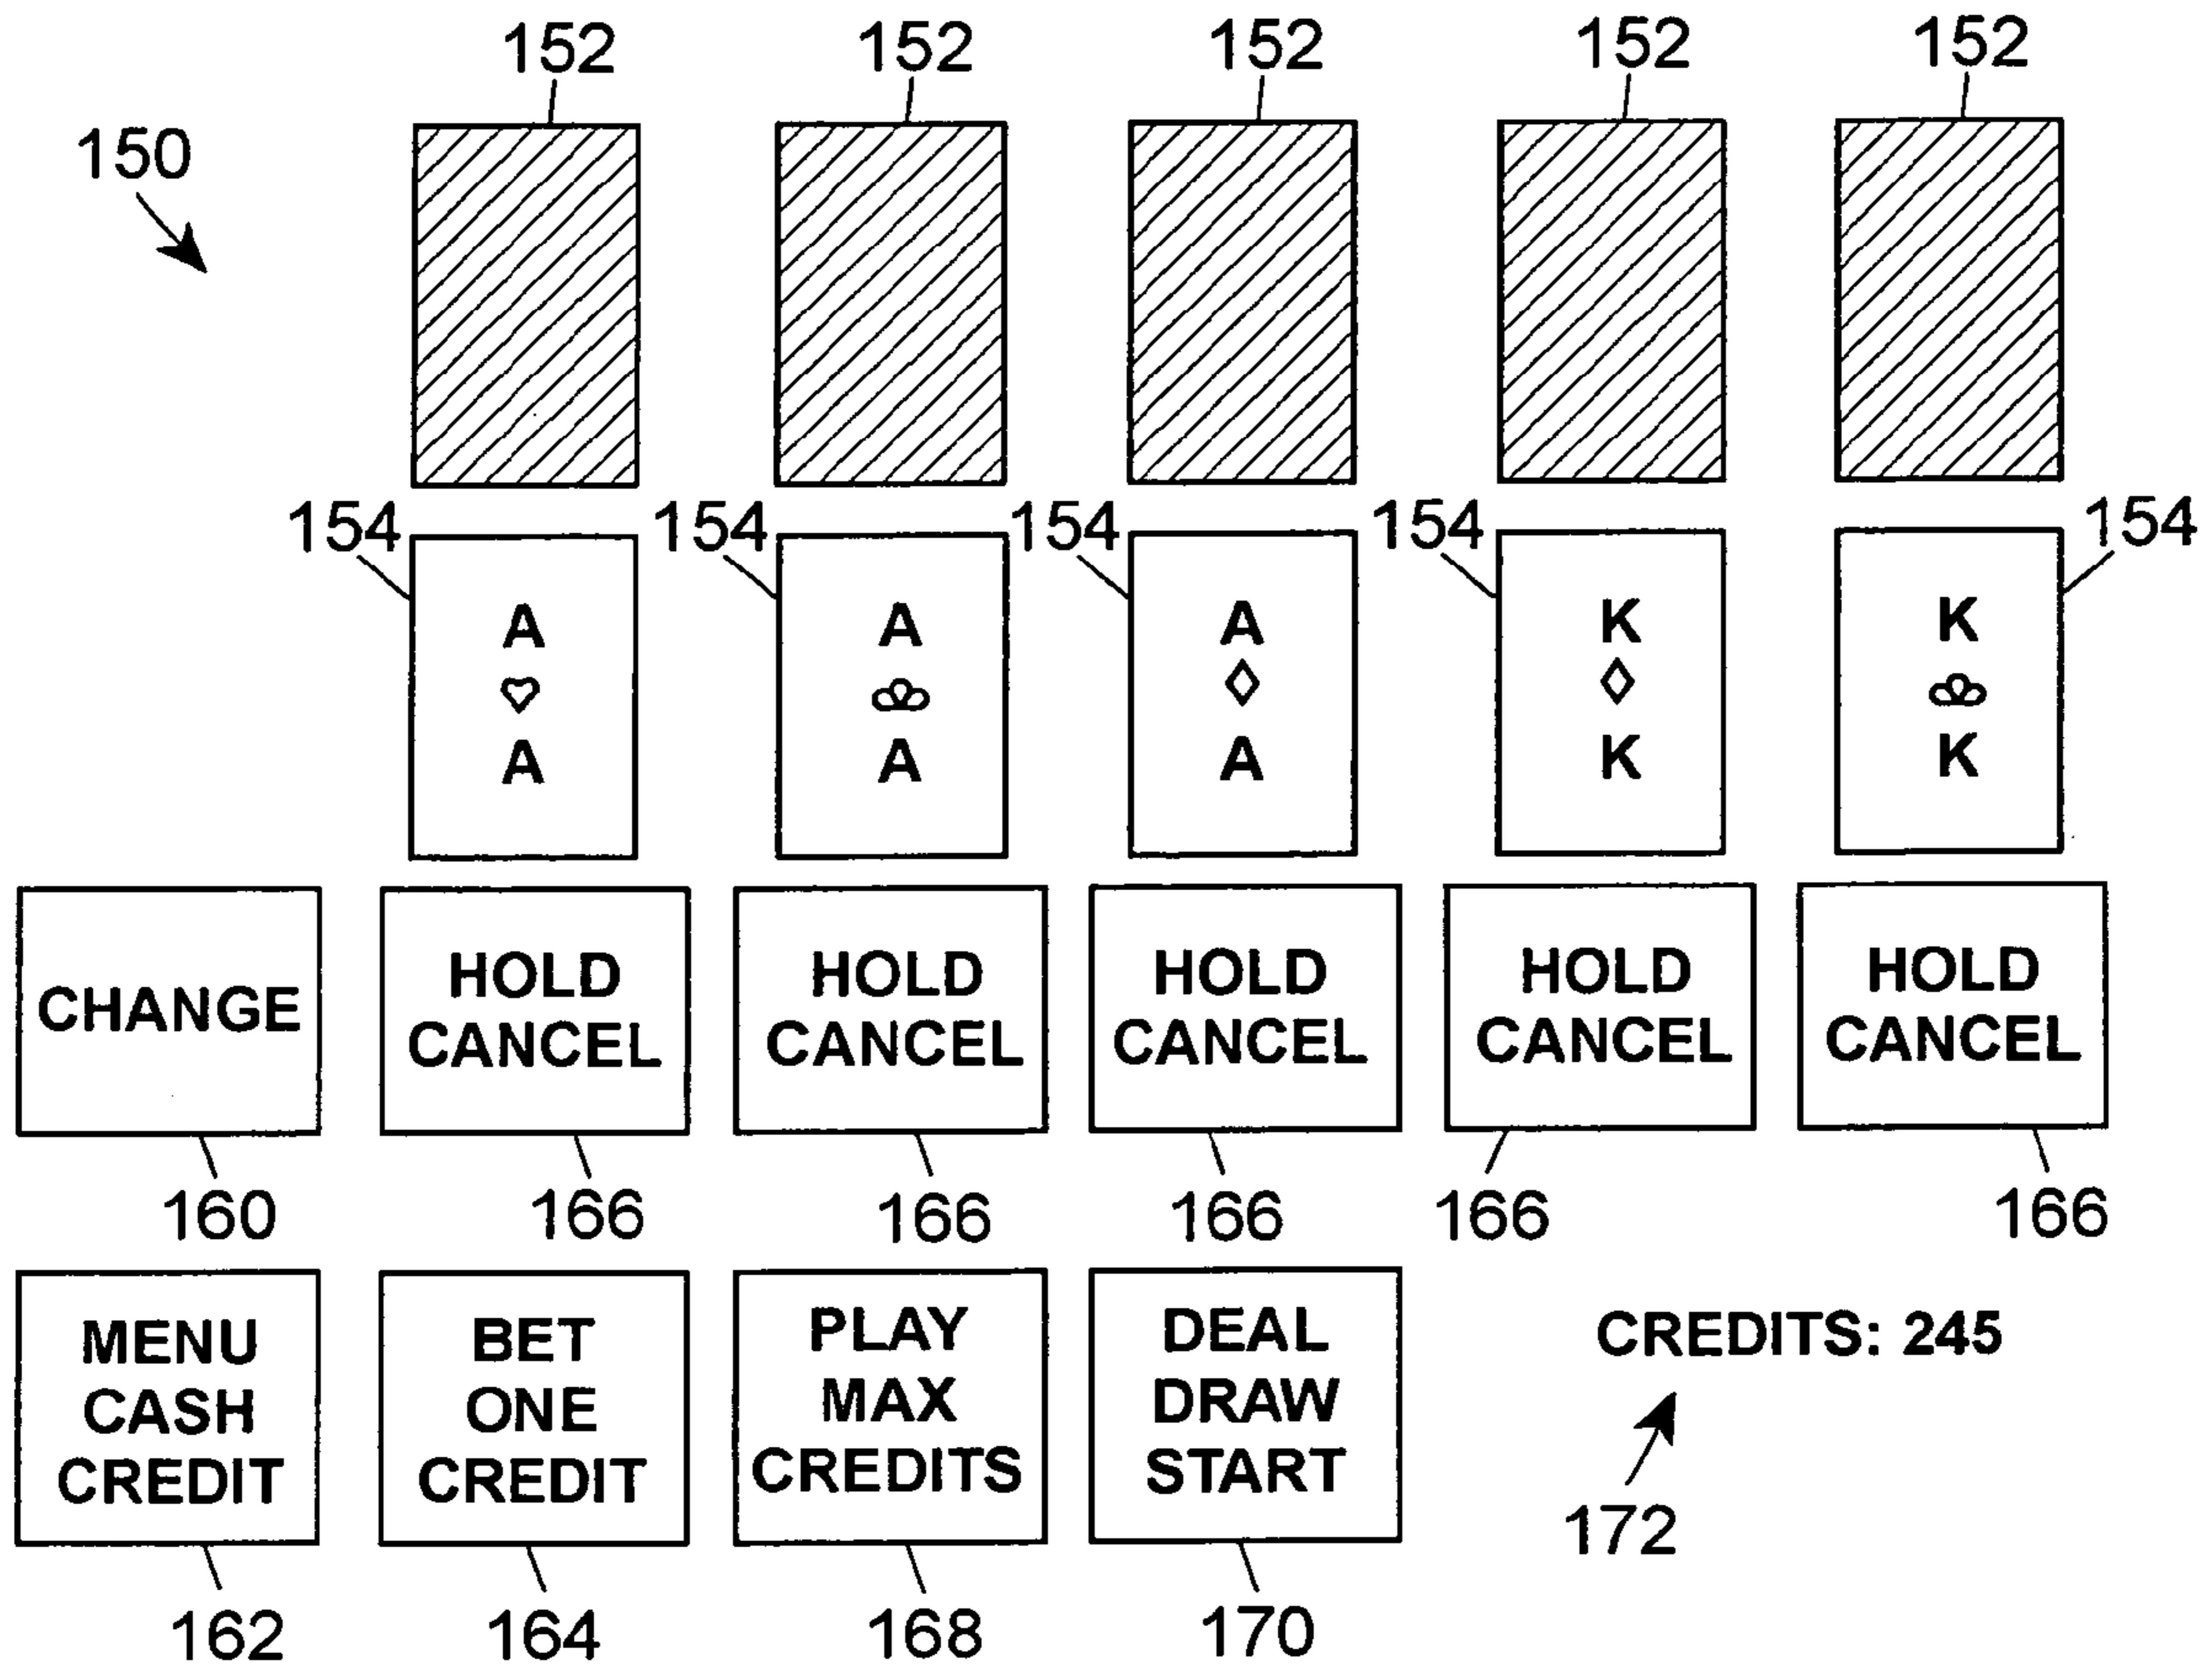 152 152 152 152 152
150
154 154 154 154 154
A A A K K
A A A K K
CHANGE
HOLD
CANCEL
HOLD
CANCEL
HOLD
CANCEL
HOLD
CANCEL
HOLD
CANCEL
160 166 166 166 166 166
MENU
CASH
CREDIT
BET
ONE
CREDIT
PLAY
MAX
CREDITS
DEAL
DRAW
START
CREDITS: 245
172
162 164 168 170